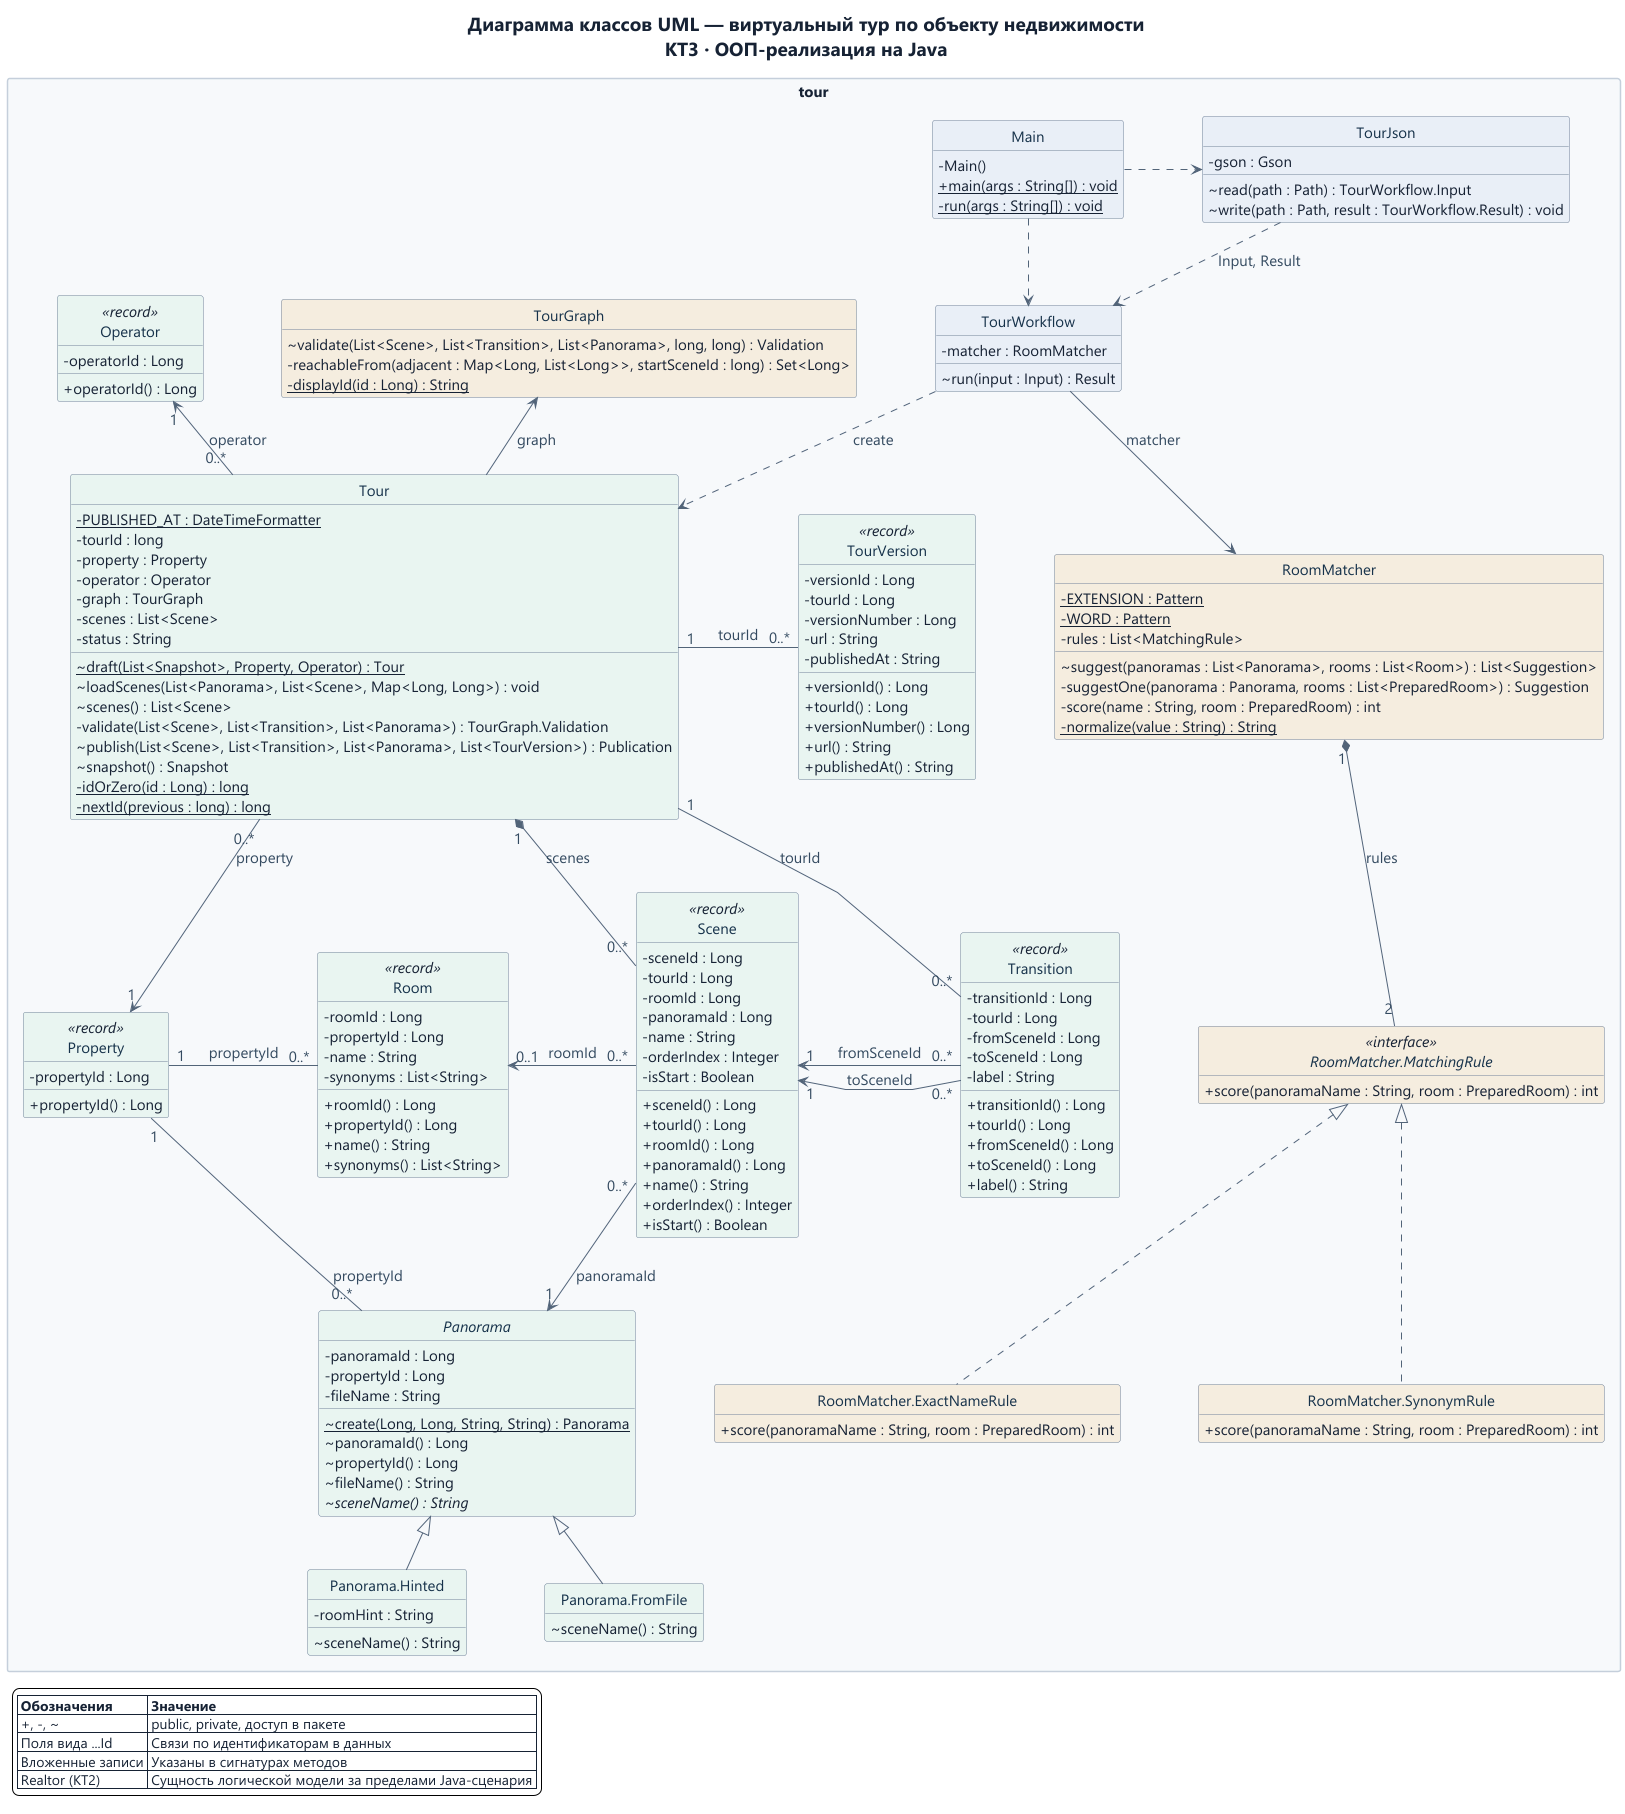 Диаграмма классов UML — виртуальный тур по объекту недвижимости
КТ3 · ООП-реализация на Java
tour
Main
-Main()
+main(args : String[]) : void
-run(args : String[]) : void
TourJson
-gson : Gson
~read(path : Path) : TourWorkflow.Input
~write(path : Path, result : TourWorkflow.Result) : void
Input, Result
«record»
Operator
-operatorId : Long
+operatorId() : Long
TourGraph
~validate(List<Scene>, List<Transition>, List<Panorama>, long, long) : Validation
-reachableFrom(adjacent : Map<Long, List<Long>>, startSceneId : long) : Set<Long>
-displayId(id : Long) : String
TourWorkflow
-matcher : RoomMatcher
~run(input : Input) : Result
1
operator
0..*
graph
create
matcher
Tour
-PUBLISHED_AT : DateTimeFormatter
-tourId : long
-property : Property
-operator : Operator
-graph : TourGraph
-scenes : List<Scene>
-status : String
~draft(List<Snapshot>, Property, Operator) : Tour
~loadScenes(List<Panorama>, List<Scene>, Map<Long, Long>) : void
~scenes() : List<Scene>
-validate(List<Scene>, List<Transition>, List<Panorama>) : TourGraph.Validation
~publish(List<Scene>, List<Transition>, List<Panorama>, List<TourVersion>) : Publication
~snapshot() : Snapshot
-idOrZero(id : Long) : long
-nextId(previous : long) : long
1
tourId
0..*
«record»
TourVersion
-versionId : Long
-tourId : Long
-versionNumber : Long
-url : String
-publishedAt : String
+versionId() : Long
+tourId() : Long
+versionNumber() : Long
+url() : String
+publishedAt() : String
RoomMatcher
-EXTENSION : Pattern
-WORD : Pattern
-rules : List<MatchingRule>
~suggest(panoramas : List<Panorama>, rooms : List<Room>) : List<Suggestion>
-suggestOne(panorama : Panorama, rooms : List<PreparedRoom>) : Suggestion
-score(name : String, room : PreparedRoom) : int
-normalize(value : String) : String
0..*
property
1
1
scenes
0..*
1
tourId
0..*
1
rules
2
«record»
Property
-propertyId : Long
+propertyId() : Long
1
propertyId
0..*
«record»
Room
-roomId : Long
-propertyId : Long
-name : String
-synonyms : List<String>
+roomId() : Long
+propertyId() : Long
+name() : String
+synonyms() : List<String>
0..1
roomId
0..*
«record»
Scene
-sceneId : Long
-tourId : Long
-roomId : Long
-panoramaId : Long
-name : String
-orderIndex : Integer
-isStart : Boolean
+sceneId() : Long
+tourId() : Long
+roomId() : Long
+panoramaId() : Long
+name() : String
+orderIndex() : Integer
+isStart() : Boolean
1
fromSceneId
0..*
toSceneId
1
0..*
«record»
Transition
-transitionId : Long
-tourId : Long
-fromSceneId : Long
-toSceneId : Long
-label : String
+transitionId() : Long
+tourId() : Long
+fromSceneId() : Long
+toSceneId() : Long
+label() : String
«interface»
RoomMatcher.MatchingRule
+score(panoramaName : String, room : PreparedRoom) : int
1
propertyId
0..*
0..*
panoramaId
1
Panorama
-panoramaId : Long
-propertyId : Long
-fileName : String
~create(Long, Long, String, String) : Panorama
~panoramaId() : Long
~propertyId() : Long
~fileName() : String
~sceneName() : String
RoomMatcher.ExactNameRule
+score(panoramaName : String, room : PreparedRoom) : int
RoomMatcher.SynonymRule
+score(panoramaName : String, room : PreparedRoom) : int
Panorama.Hinted
-roomHint : String
~sceneName() : String
Panorama.FromFile
~sceneName() : String
Обозначения Значение
+, -, ~ public, private, доступ в пакете
Поля вида ...Id Связи по идентификаторам в данных
Вложенные записи Указаны в сигнатурах методов
Realtor (КТ2) Сущность логической модели за пределами Java-сценария